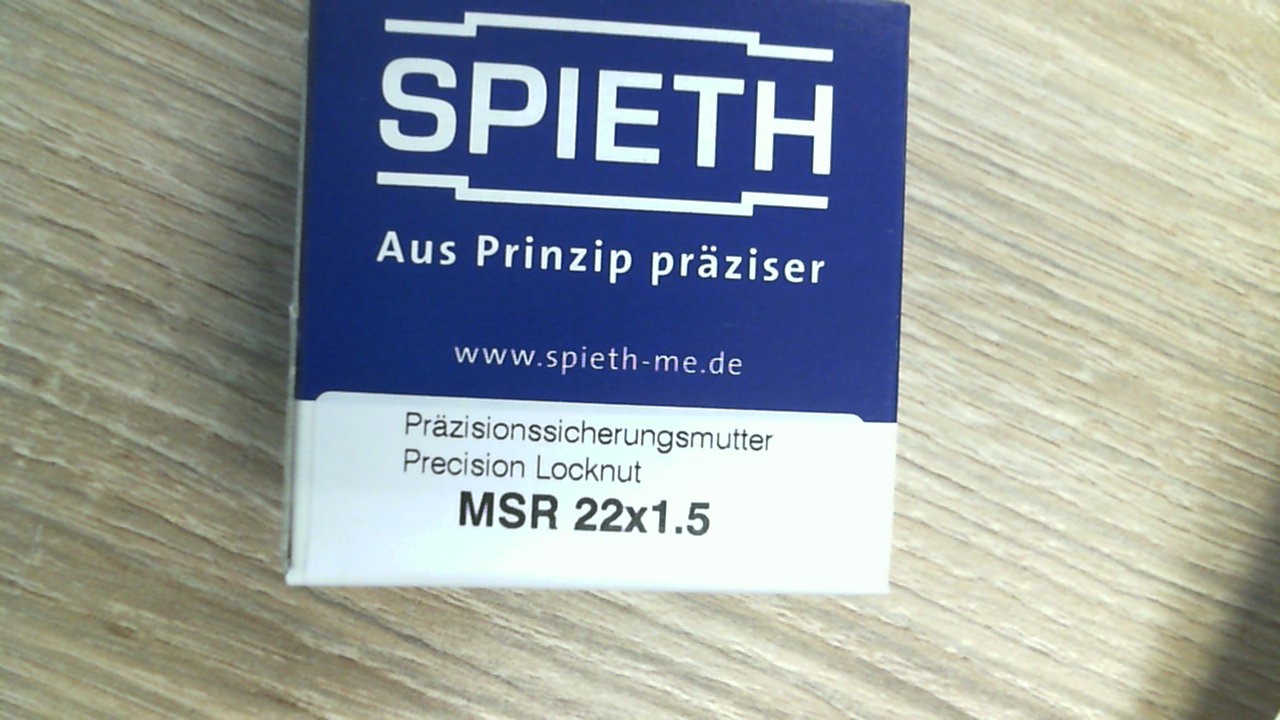 SPIETH
Aus Prinzip präziser
www.spieth-me.de
Präzisionssicherungsmutter
Precision Locknut
MSR 22x1.5